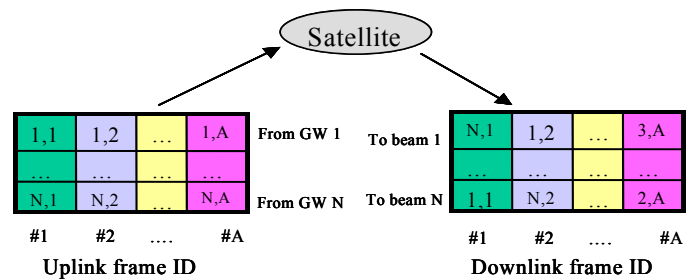 Satellite
1,1 1,2 ... 1,A From GW 1
... ... ... ...
N,1 N,2 ... N,A From GW N
#1 #2 .... #A
Uplink frame ID
To beam 1 N,1 1,2 ... 3,A
... ... ... ...
To beam N 1,1 N,2 ... 2,A
#1 #2 .... #A
Downlink frame ID